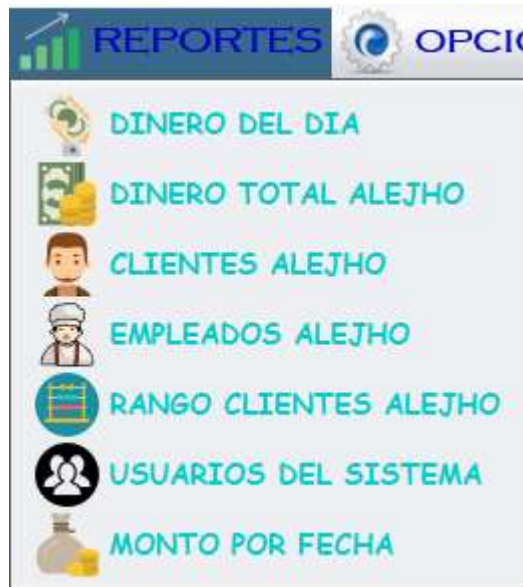 REPORTES OPCI
DINERO DEL DIA
DINERO TOTAL ALEJHO
CLIENTES ALEJHO
EMPLEADOS ALEJHO
RANGO CLIENTES ALEJHO
USUARIOS DEL SISTEMA
MONTO POR FECHA